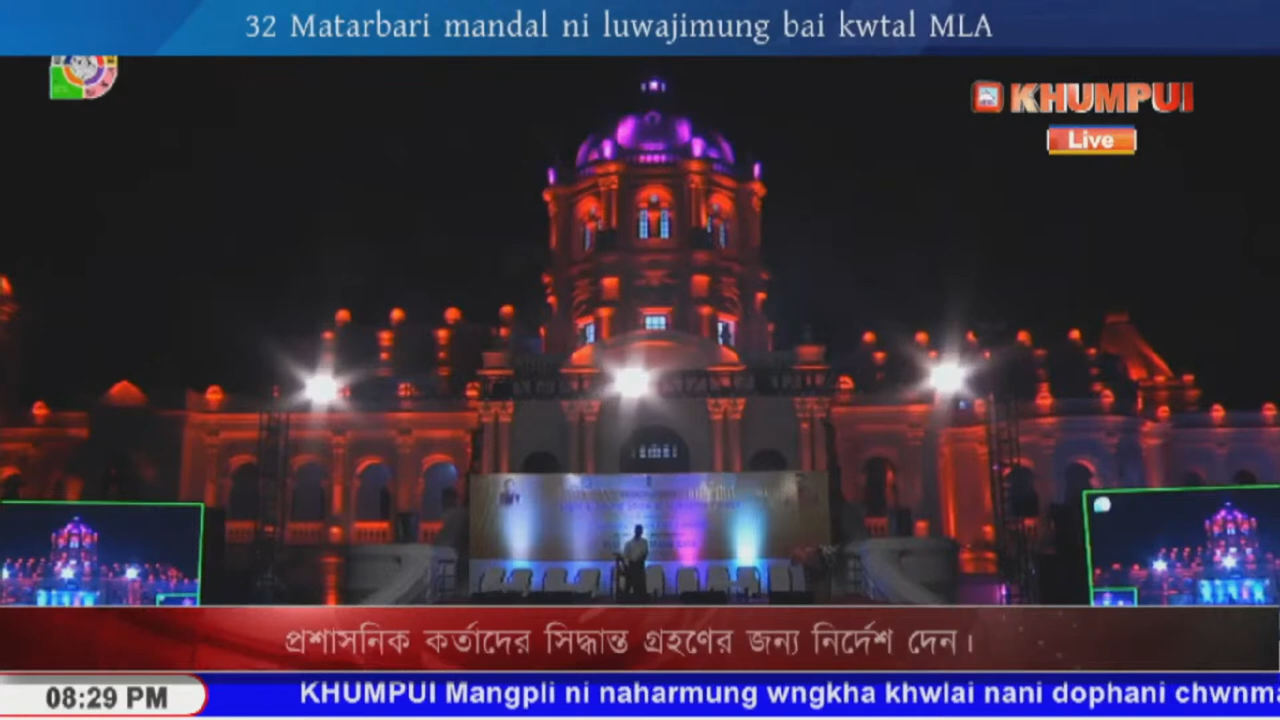 32 Matarbari mandal ni luwajimung bai kwtal MLA
KHUMPUI
Live
প্রশাসনিক কর্তাদের সিদ্ধান্ত গ্রহণের জন্য নির্দেশ দেন।
08:29 PM
KHUMPUI Mangpli ni naharmung wngkha khwlai nani dophani chwnma